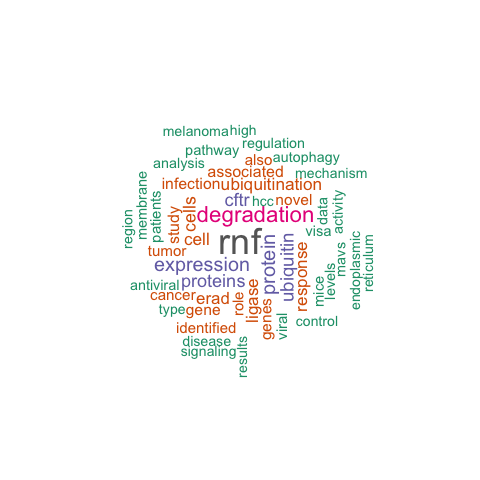 melanoma high
pathway regulation
analysis also autophagy
associated mechanism
infection ubiquitination
cftr hcc novel
membrane patients region study cells
degradation
data activity visa
cell rnf
tumor
expression protein ubiquitin response
levels mavs endoplasmic reticulum
proteins mice
antiviral
cancer erad role ligase
type gene genes viral control
identified
disease
signaling results